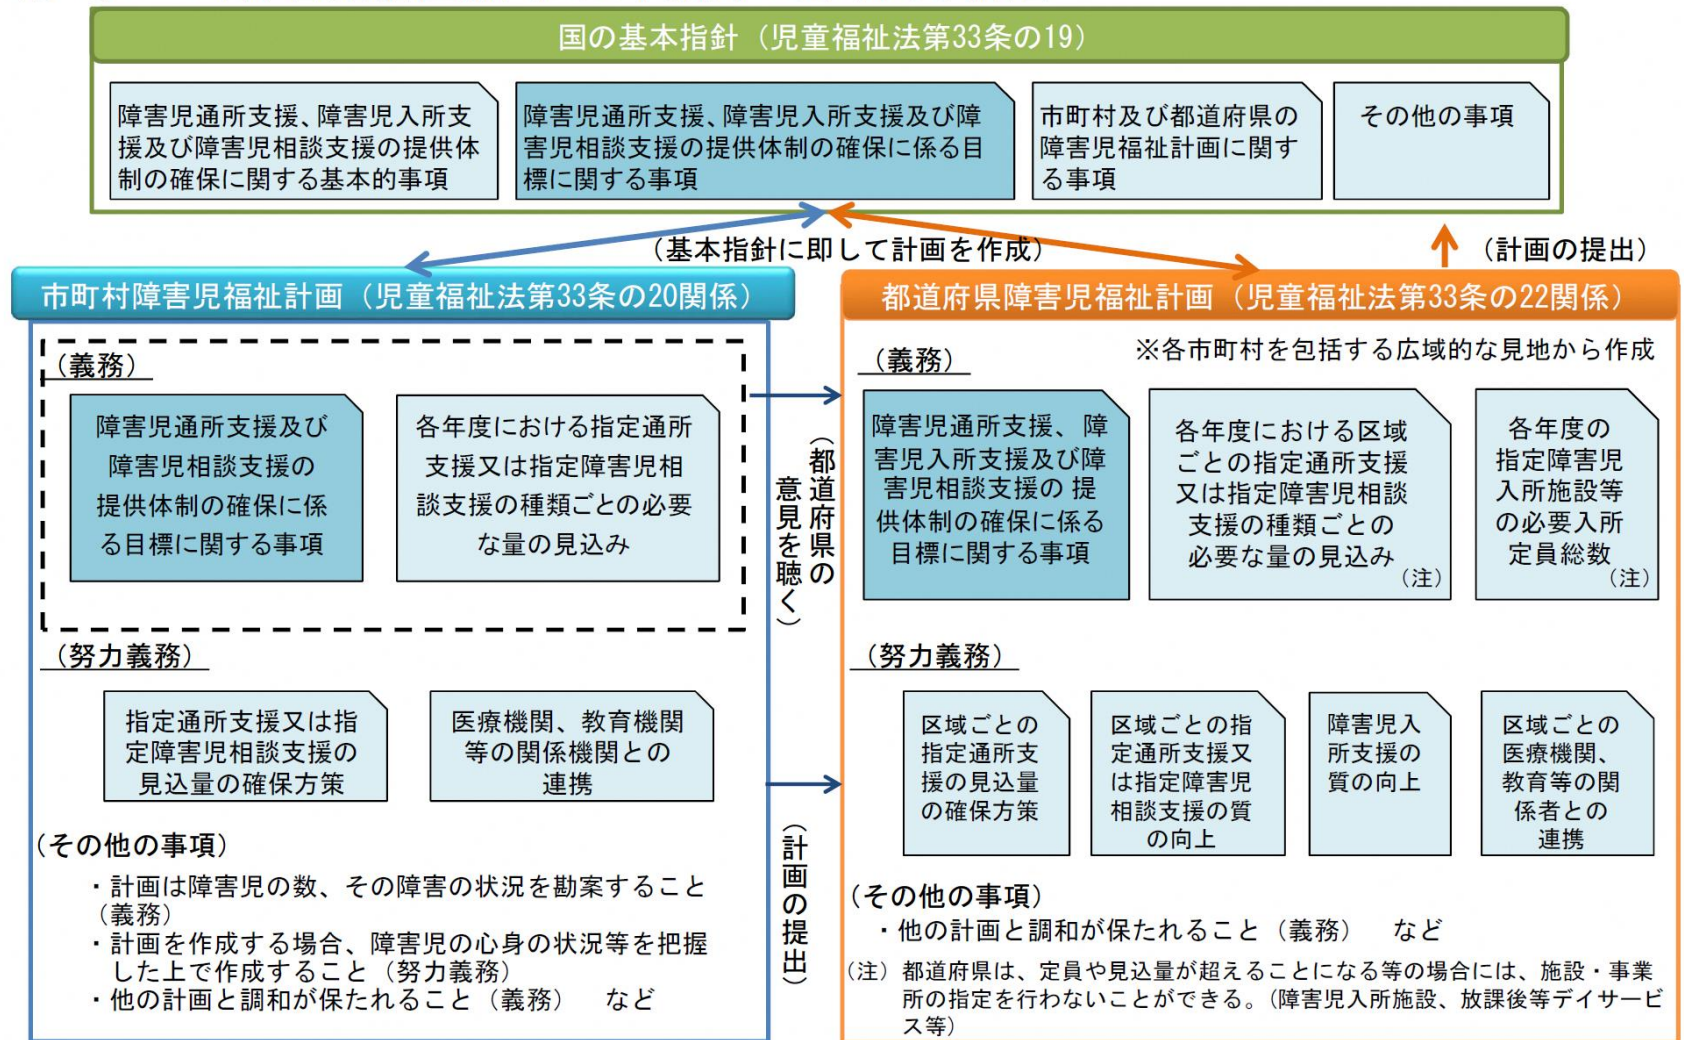 国の基本指針（児童福祉法第33条の19）
障害児通所支援、障害児入所支
援及び障害児相談支援の提供体
制の確保に関する基本的事項
障害児通所支援、障害児入所支援及び障
害児相談支援の提供体制の確保に係る目
標に関する事項
市町村及び都道府県の
障害児福祉計画に関す
る事項
その他の事項
（基本指針に即して計画を作成）
（計画の提出）
市町村障害児福祉計画（児童福祉法第33条の20関係）
（義務）
障害児通所支援及び
障害児相談支援の
提供体制の確保に係
る目標に関する事項
各年度における指定通所
支援又は指定障害児相
談支援の種類ごとの必要
な量の見込み
（努力義務）
指定通所支援又は指
定障害児相談支援の
見込量の確保方策
医療機関、教育機関
等の関係機関との
連携
（その他の事項）
・計画は障害児の数、その障害の状況を勘案すること
（義務）
・計画を作成する場合、障害児の心身の状況等を把握
した上で作成すること（努力義務）
・他の計画と調和が保たれること（義務）　など
（都道府県の
意見を聴く）
（計画の提出）
都道府県障害児福祉計画（児童福祉法第33条の22関係）
（義務）
※各市町村を包括する広域的な見地から作成
障害児通所支援、障
害児入所支援及び障
害児相談支援の 提
供体制の確保に係る
目標に関する事項
各年度における区域
ごとの指定通所支援
又は指定障害児相談
支援の種類ごとの
必要な量の見込み
（注）
各年度の
指定障害児
入所施設等
の必要入所
定員総数
（注）
（努力義務）
区域ごとの
指定通所支
援の見込量
の確保方策
区域ごとの指
定通所支援又
は指定障害児
相談支援の質
の向上
障害児入
所支援の
質の向上
区域ごとの
医療機関、
教育等の関
係者との
連携
（その他の事項）
・他の計画と調和が保たれること（義務）　など
（注）都道府県は、定員や見込量が超えることになる等の場合には、施設・事業
所の指定を行わないことができる。（障害児入所施設、放課後等デイサービ
ス等）